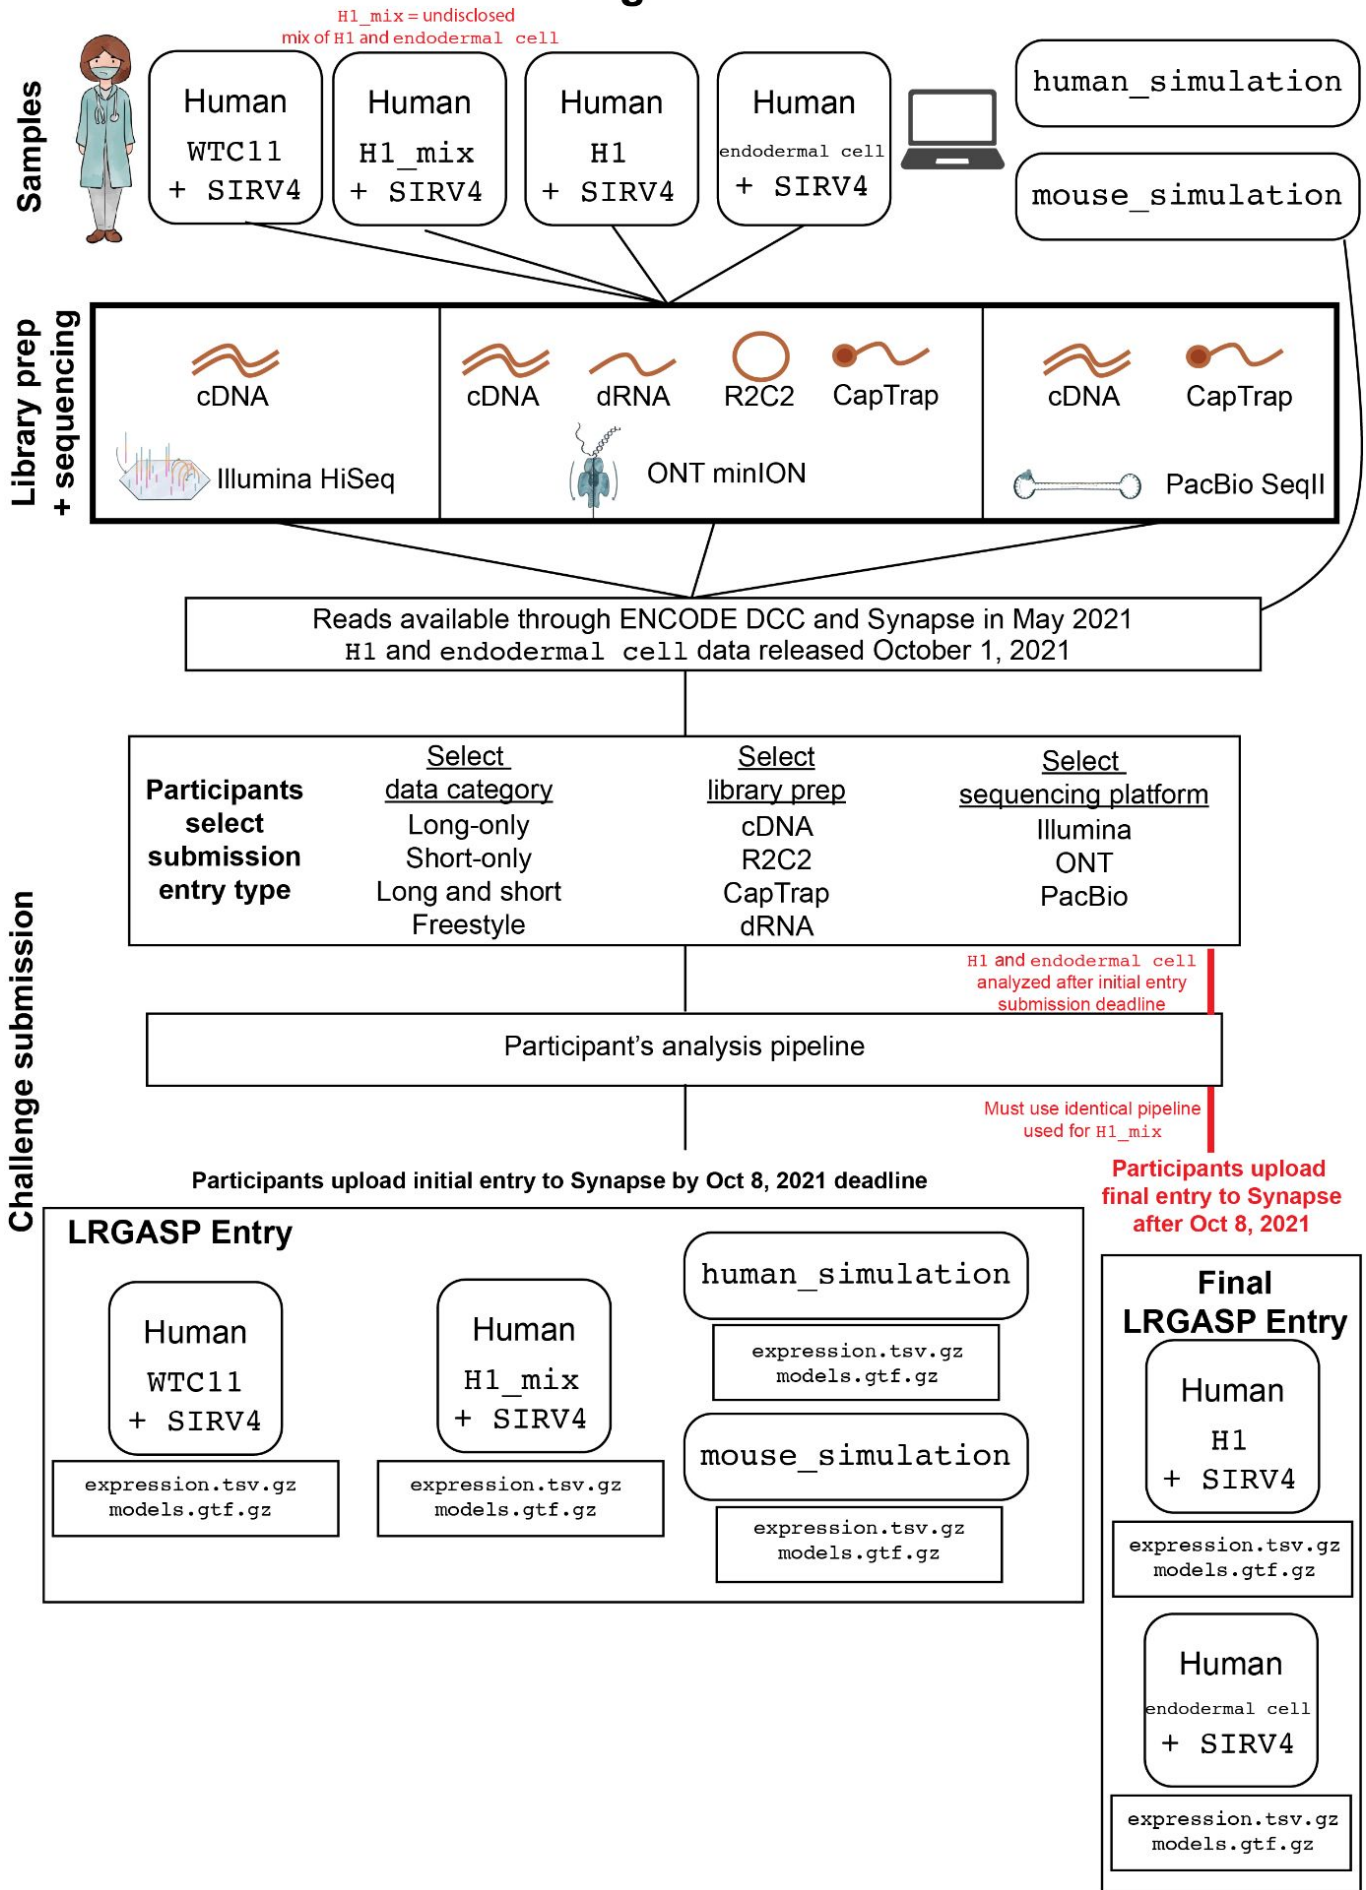 H1_mix = undisclosed
mix of H1 and endodermal cell
Samples
Human
WTC11
+ SIRV4
Human
H1_mix
+ SIRV4
Human
H1
+ SIRV4
Human
endodermal cell
+ SIRV4
human_simulation
mouse_simulation
Library prep
+ sequencing
cDNA
Illumina HiSeq
cDNA
dRNA
R2C2
CapTrap
ONT minION
cDNA
CapTrap
PacBio SeqII
Reads available through ENCODE DCC and Synapse in May 2021
H1 and endodermal cell data released October 1, 2021
Challenge submission
Participants
select
submission
entry type
Select
data category
Long-only
Short-only
Long and short
Freestyle
Select
library prep
cDNA
R2C2
CapTrap
dRNA
Select
sequencing platform
Illumina
ONT
PacBio
H1 and endodermal cell
analyzed after initial entry
submission deadline
Participant’s analysis pipeline
Must use identical pipeline
used for H1_mix
Participants upload initial entry to Synapse by Oct 8, 2021 deadline
Participants upload
final entry to Synapse
after Oct 8, 2021
LRGASP Entry
Human
WTC11
+ SIRV4
expression.tsv.gz
models.gtf.gz
Human
H1_mix
+ SIRV4
expression.tsv.gz
models.gtf.gz
human_simulation
expression.tsv.gz
models.gtf.gz
mouse_simulation
expression.tsv.gz
models.gtf.gz
Final
LRGASP Entry
Human
H1
+ SIRV4
expression.tsv.gz
models.gtf.gz
Human
endodermal cell
+ SIRV4
expression.tsv.gz
models.gtf.gz